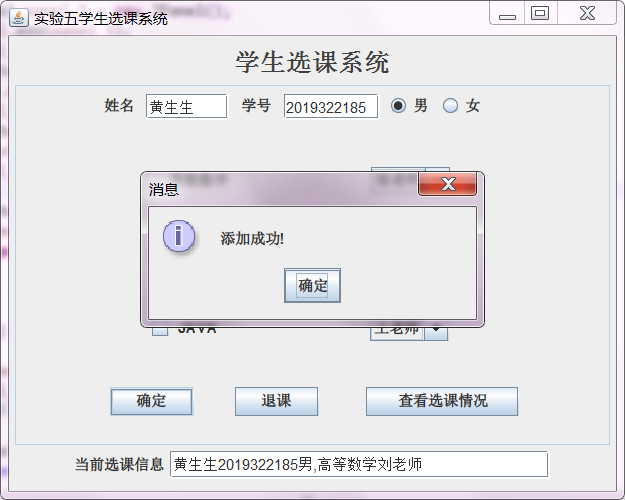 实验五学生选课系统
学生选课系统
姓名 黄生生 学号 2019322185 男 女
消息
添加成功!
确定
JAVA 王老师
确定 退课 查看选课情况
当前选课信息 黄生生2019322185男,高等数学刘老师